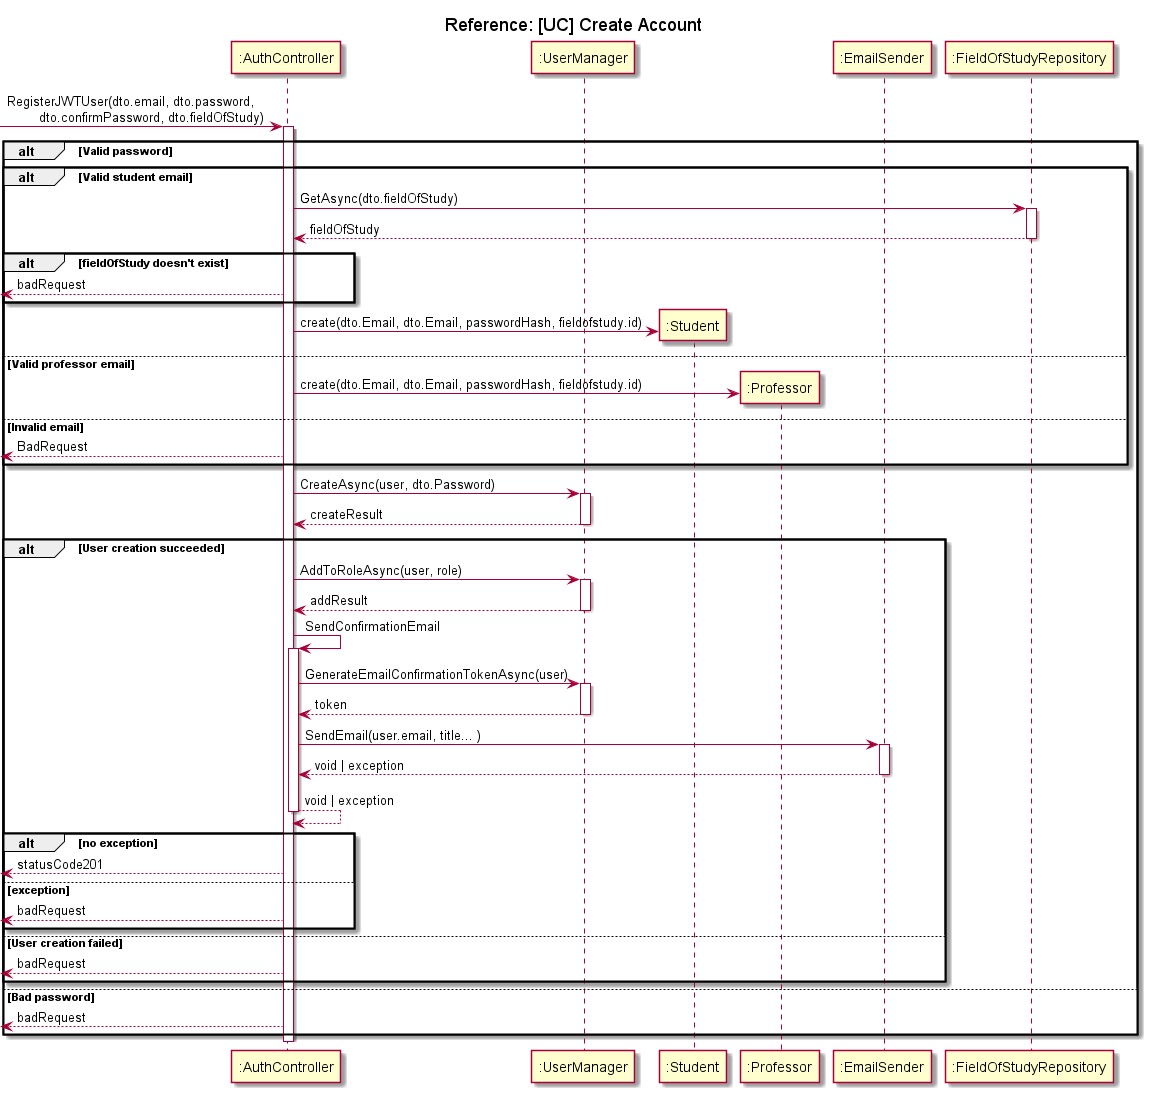 Reference: [UC] Create Account
:AuthController :UserManager :EmailSender :FieldOfStudyRepository
RegisterJWTUser(dto.email, dto.password,
dto.confirmPassword, dto.fieldOfStudy)
alt [Valid password]
alt [Valid student email]
GetAsync(dto.fieldOfStudy)
fieldOfStudy
alt [fieldOfStudy doesn't exist]
badRequest
create(dto.Email, dto.Email, passwordHash, fieldofstudy.id) :Student
[Valid professor email]
create(dto.Email, dto.Email, passwordHash, fieldofstudy.id) :Professor
[Invalid email]
BadRequest
CreateAsync(user, dto.Password)
createResult
alt [User creation succeeded]
AddToRoleAsync(user, role)
addResult
SendConfirmationEmail
GenerateEmailConfirmationTokenAsync(user)
token
SendEmail(user.email, title... )
void | exception
void | exception
alt [no exception]
statusCode201
[exception]
badRequest
[User creation failed]
badRequest
[Bad password]
badRequest
:AuthController :UserManager :Student :Professor :EmailSender :FieldOfStudyRepository